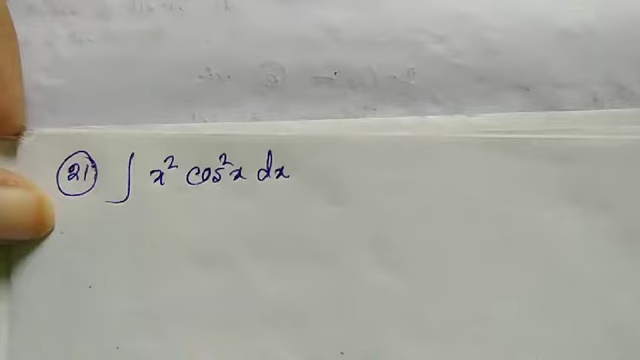 (21) ∫ x² cos²x dx